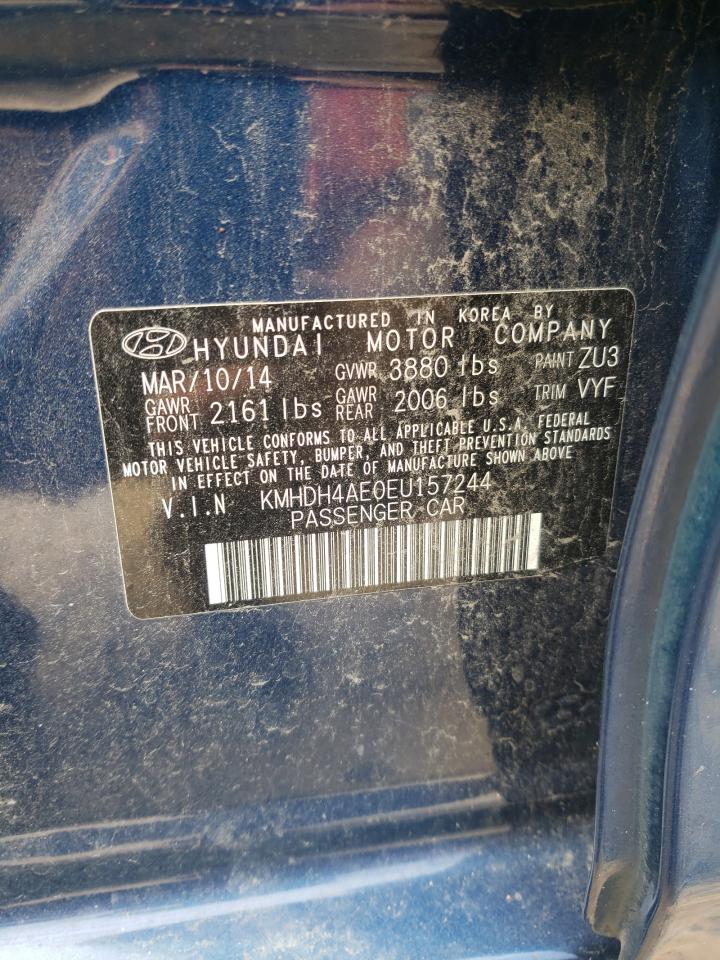 MANUFACTURED IN KOREA BY
HYUNDAI MOTOR COMPANY
MAR/10/14 GVWR 3880 lbs PAINT ZU3
GAWR FRONT 2161 lbs GAWR REAR 2006 lbs TRIM VYF
THIS VEHICLE CONFORMS TO ALL APPLICABLE U.S.A. FEDERAL
MOTOR VEHICLE SAFETY, BUMPER, AND THEFT PREVENTION STANDARDS
IN EFFECT ON THE DATE OF MANUFACTURE SHOWN ABOVE
V.I.N KMHDH4AE0EU157244
PASSENGER CAR